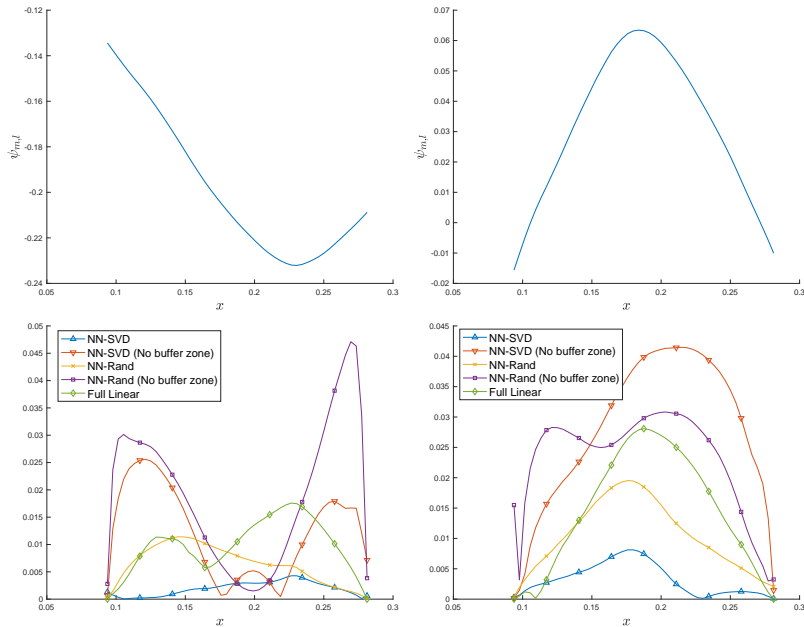 -0.12
-0.14
-0.16
-0.18
-0.2
-0.22
-0.24
ψm,l
0.05 0.1 0.15 0.2 0.25 0.3
x
0.07
0.06
0.05
0.04
0.03
0.02
0.01
0
-0.01
-0.02
ψm,l
0.05 0.1 0.15 0.2 0.25 0.3
x
0.05
0.045
0.04
0.035
0.03
0.025
0.02
0.015
0.01
0.005
0
NN-SVD
NN-SVD (No buffer zone)
NN-Rand
NN-Rand (No buffer zone)
Full Linear
0.05 0.1 0.15 0.2 0.25 0.3
x
0.045
0.04
0.035
0.03
0.025
0.02
0.015
0.01
0.005
0
NN-SVD
NN-SVD (No buffer zone)
NN-Rand
NN-Rand (No buffer zone)
Full Linear
0.05 0.1 0.15 0.2 0.25 0.3
x